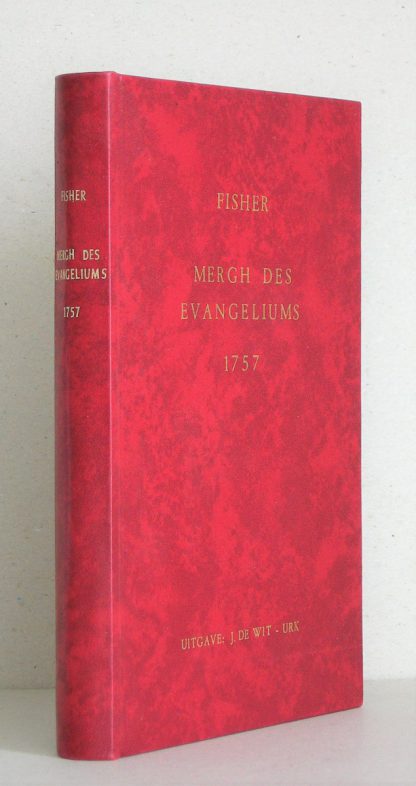 FISHER
MERGH DES
EVANGELIUMS
1757
FISHER
MERGH DES
EVANGELIUMS
1757
UITGAVE: J. DE WIT - URK